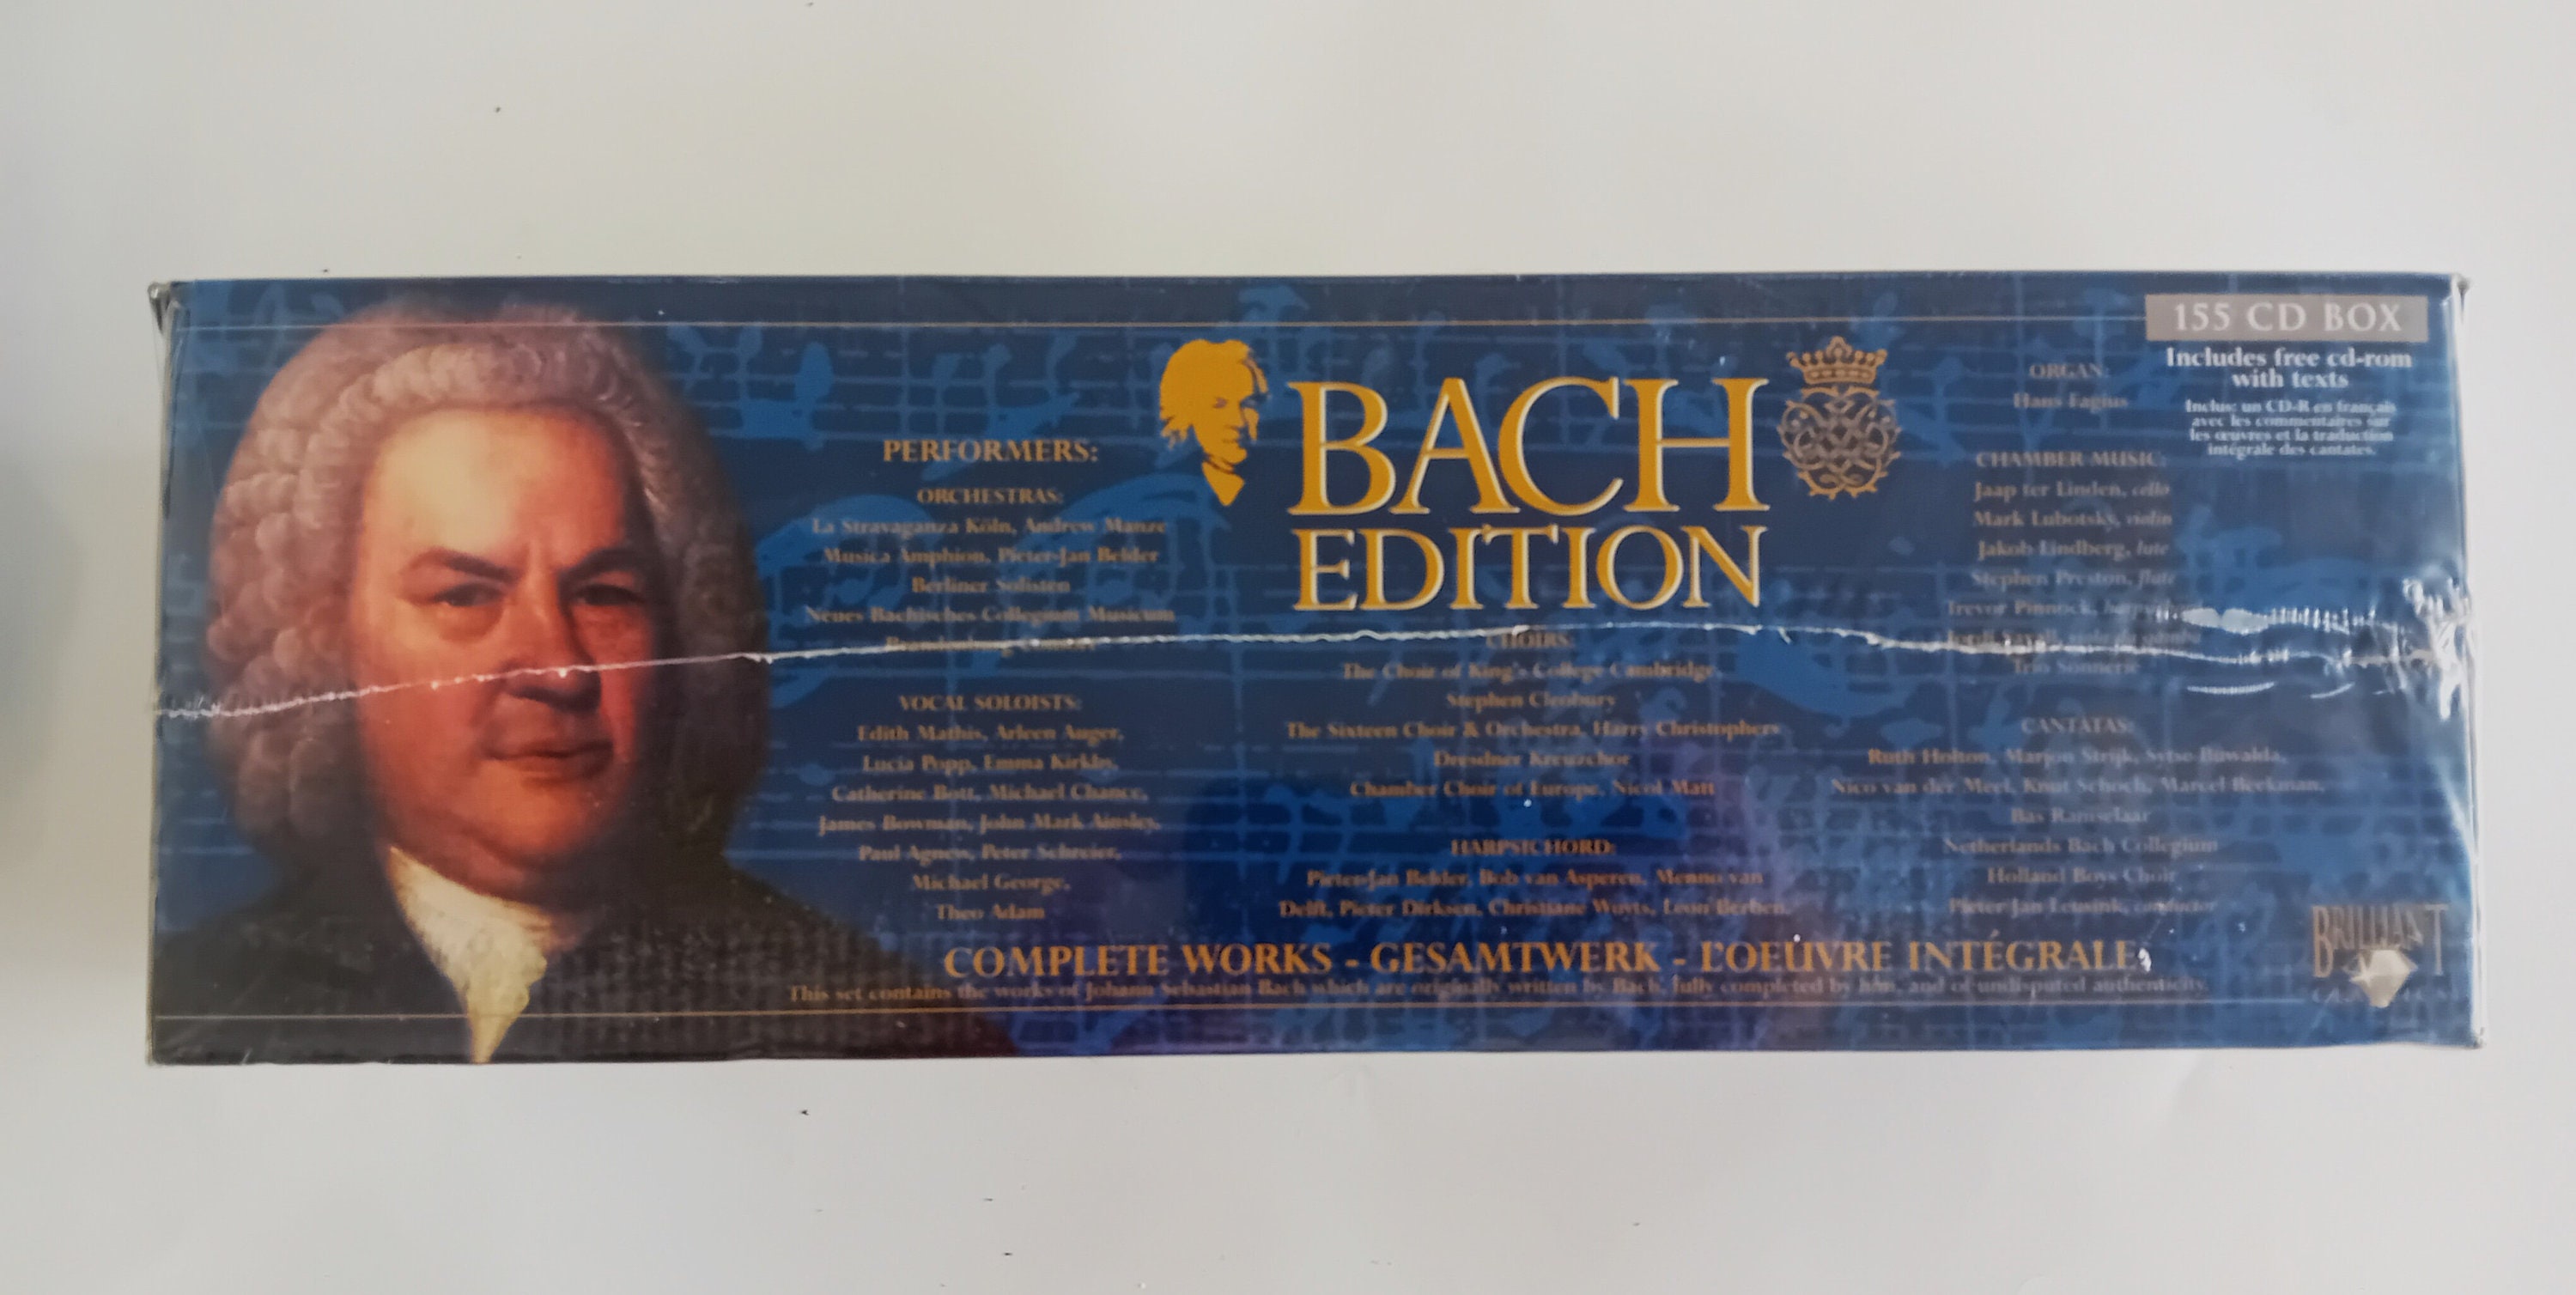 155 CD BOX
Includes free cd-rom
with texts
Inclus: un CD-R en français
avec les commentaires sur
les œuvres et la traduction
intégrale des cantates.
BACH
EDITION
PERFORMERS:
ORCHESTRAS:
La Stravaganza Köln, Andrew Manze
Musica Amphion, Pieter-Jan Belder
Berliner Solisten
Neues Bachisches Collegium Musicum
Brandenburg
VOCAL SOLOISTS:
Edith Mathis, Arleen Auger,
Lucia Popp, Emma Kirkby,
Catherine Bott, Michael Chance,
James Bowman, John Mark Ainsley,
Paul Agnew, Peter Schreier,
Michael George,
Theo Adam
CHOIRS:
The Choir of King's College Cambridge,
Stephen Cleobury
The Sixteen Choir & Orchestra, Harry Christophers
Dresdner Kreuzchor
Chamber Choir of Europe, Nicol Matt
HARPSICHORD:
Pieter-Jan Belder, Bob van Asperen, Menno van
Delft, Pieter Dirksen, Christiane Wuyts, Leon Berben,
ORGAN:
Hans Fagius
CHAMBER MUSIC:
Jaap ter Linden, cello
Mark Lubotsky, violin
Jakob Lindberg, lute
Stephen Preston, flute
Trevor Pinnock, harpsichord
Jordi Savall, viola da gamba
Trio Sonnerie
CANTATAS:
Ruth Holton, Marjon Strijk, Sytse Buwalda,
Nico van der Meel, Knut Schoch, Marcel Beekman,
Bas Ramselaar
Netherlands Bach Collegium
Holland Boys Choir
Pieter Jan Leusink, conductor
COMPLETE WORKS - GESAMTWERK - L'OEUVRE INTÉGRALE
This set contains the works of Johann Sebastian Bach which are originally written by Bach, fully completed by him, and of undisputed authenticity.
BRILLIANT
CLASSICS